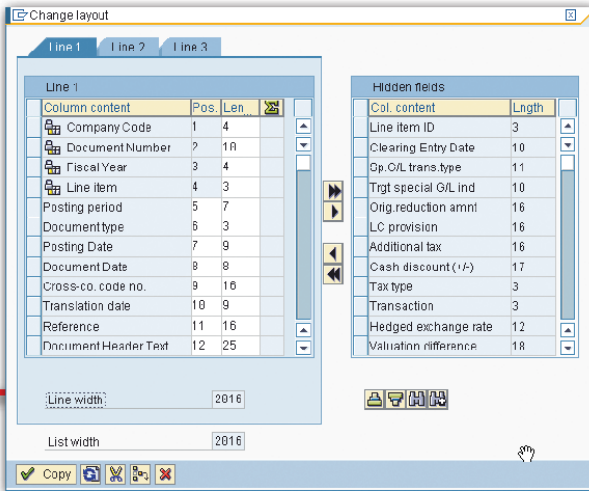 Change layout
Line 1 Line 2 Line 3
Line 1
Column content Pos. Len...
Company Code 1 4
Document Number 2 10
Fiscal Year 3 4
Line item 4 3
Posting period 5 7
Document type 6 3
Posting Date 7 9
Document Date 8 8
Cross-co. code no. 9 16
Translation date 10 9
Reference 11 16
Document Header Text 12 25
Line width 2016
List width 2016
Hidden fields
Col. content Lngth
Line item ID 3
Clearing Entry Date 10
Sp.G/L trans.type 11
Trgt special G/L ind 10
Orig.reduction amnt 16
LC provision 16
Additional tax 16
Cash discount (+/-) 17
Tax type 3
Transaction 3
Hedged exchange rate 12
Valuation difference 18
Copy